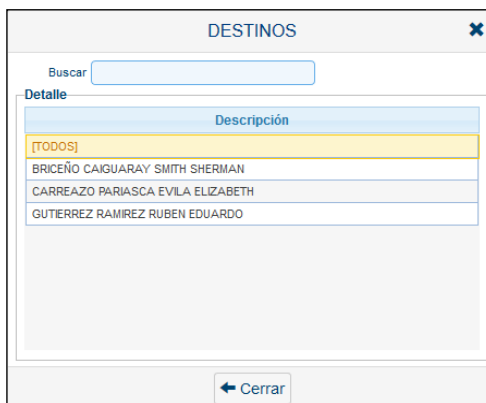 DESTINOS
Buscar
Detalle
Descripción
[TODOS]
BRICEÑO CAIGUARAY SMITH SHERMAN
CARREAZO PARIASCA EVILA ELIZABETH
GUTIERREZ RAMIREZ RUBEN EDUARDO
Cerrar